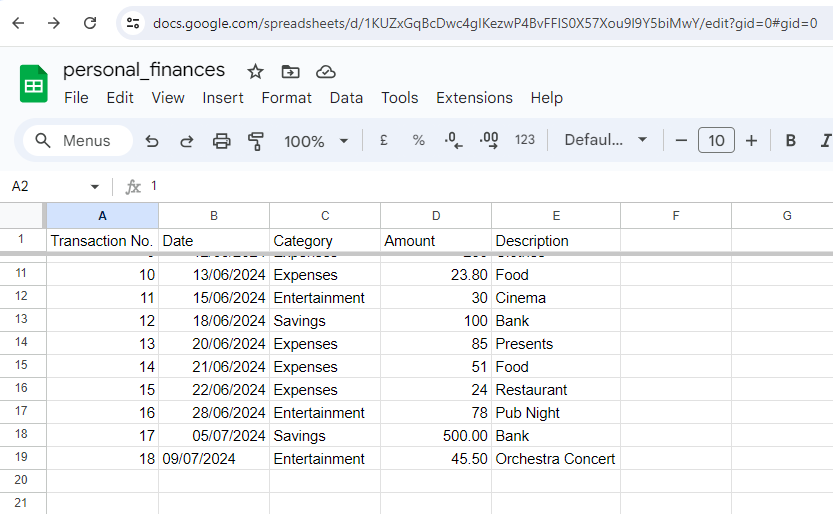 docs.google.com/spreadsheets/d/1KUZxGqBcDwc4gIKezwP4BvFFIS0X57Xou9I9Y5biMwY/edit?gid=0#gid=0
personal_finances
File Edit View Insert Format Data Tools Extensions Help
Menus 100% £ % .0 .00 123 Defaul... 10 B I
A2 fx 1
A B C D E F G
1 Transaction No. Date Category Amount Description
11 10 13/06/2024 Expenses 23.80 Food
12 11 15/06/2024 Entertainment 30 Cinema
13 12 18/06/2024 Savings 100 Bank
14 13 20/06/2024 Expenses 85 Presents
15 14 21/06/2024 Expenses 51 Food
16 15 22/06/2024 Expenses 24 Restaurant
17 16 28/06/2024 Entertainment 78 Pub Night
18 17 05/07/2024 Savings 500.00 Bank
19 18 09/07/2024 Entertainment 45.50 Orchestra Concert
20
21